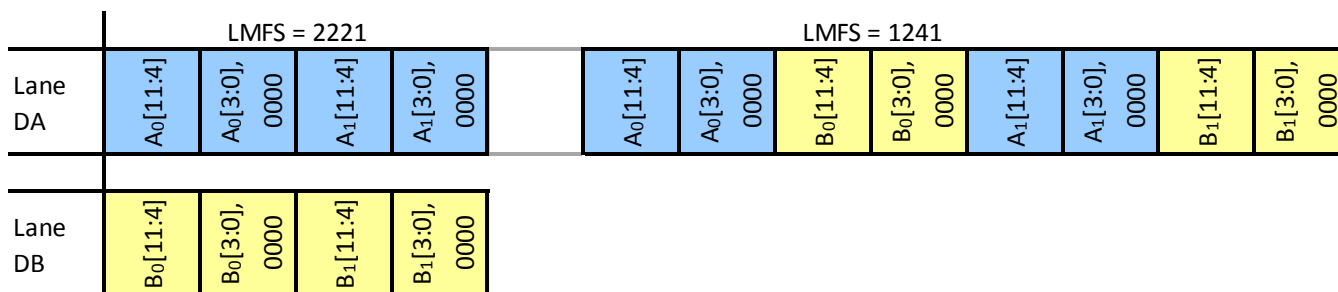 LMFS = 2221 LMFS = 1241
Lane DA A₀[11:4] A₀[3:0], 0000 A₁[11:4] A₁[3:0], 0000 A₀[11:4] A₀[3:0], 0000 B₀[11:4] B₀[3:0], 0000 A₁[11:4] A₁[3:0], 0000 B₁[11:4] B₁[3:0], 0000
Lane DB B₀[11:4] B₀[3:0], 0000 B₁[11:4] B₁[3:0], 0000